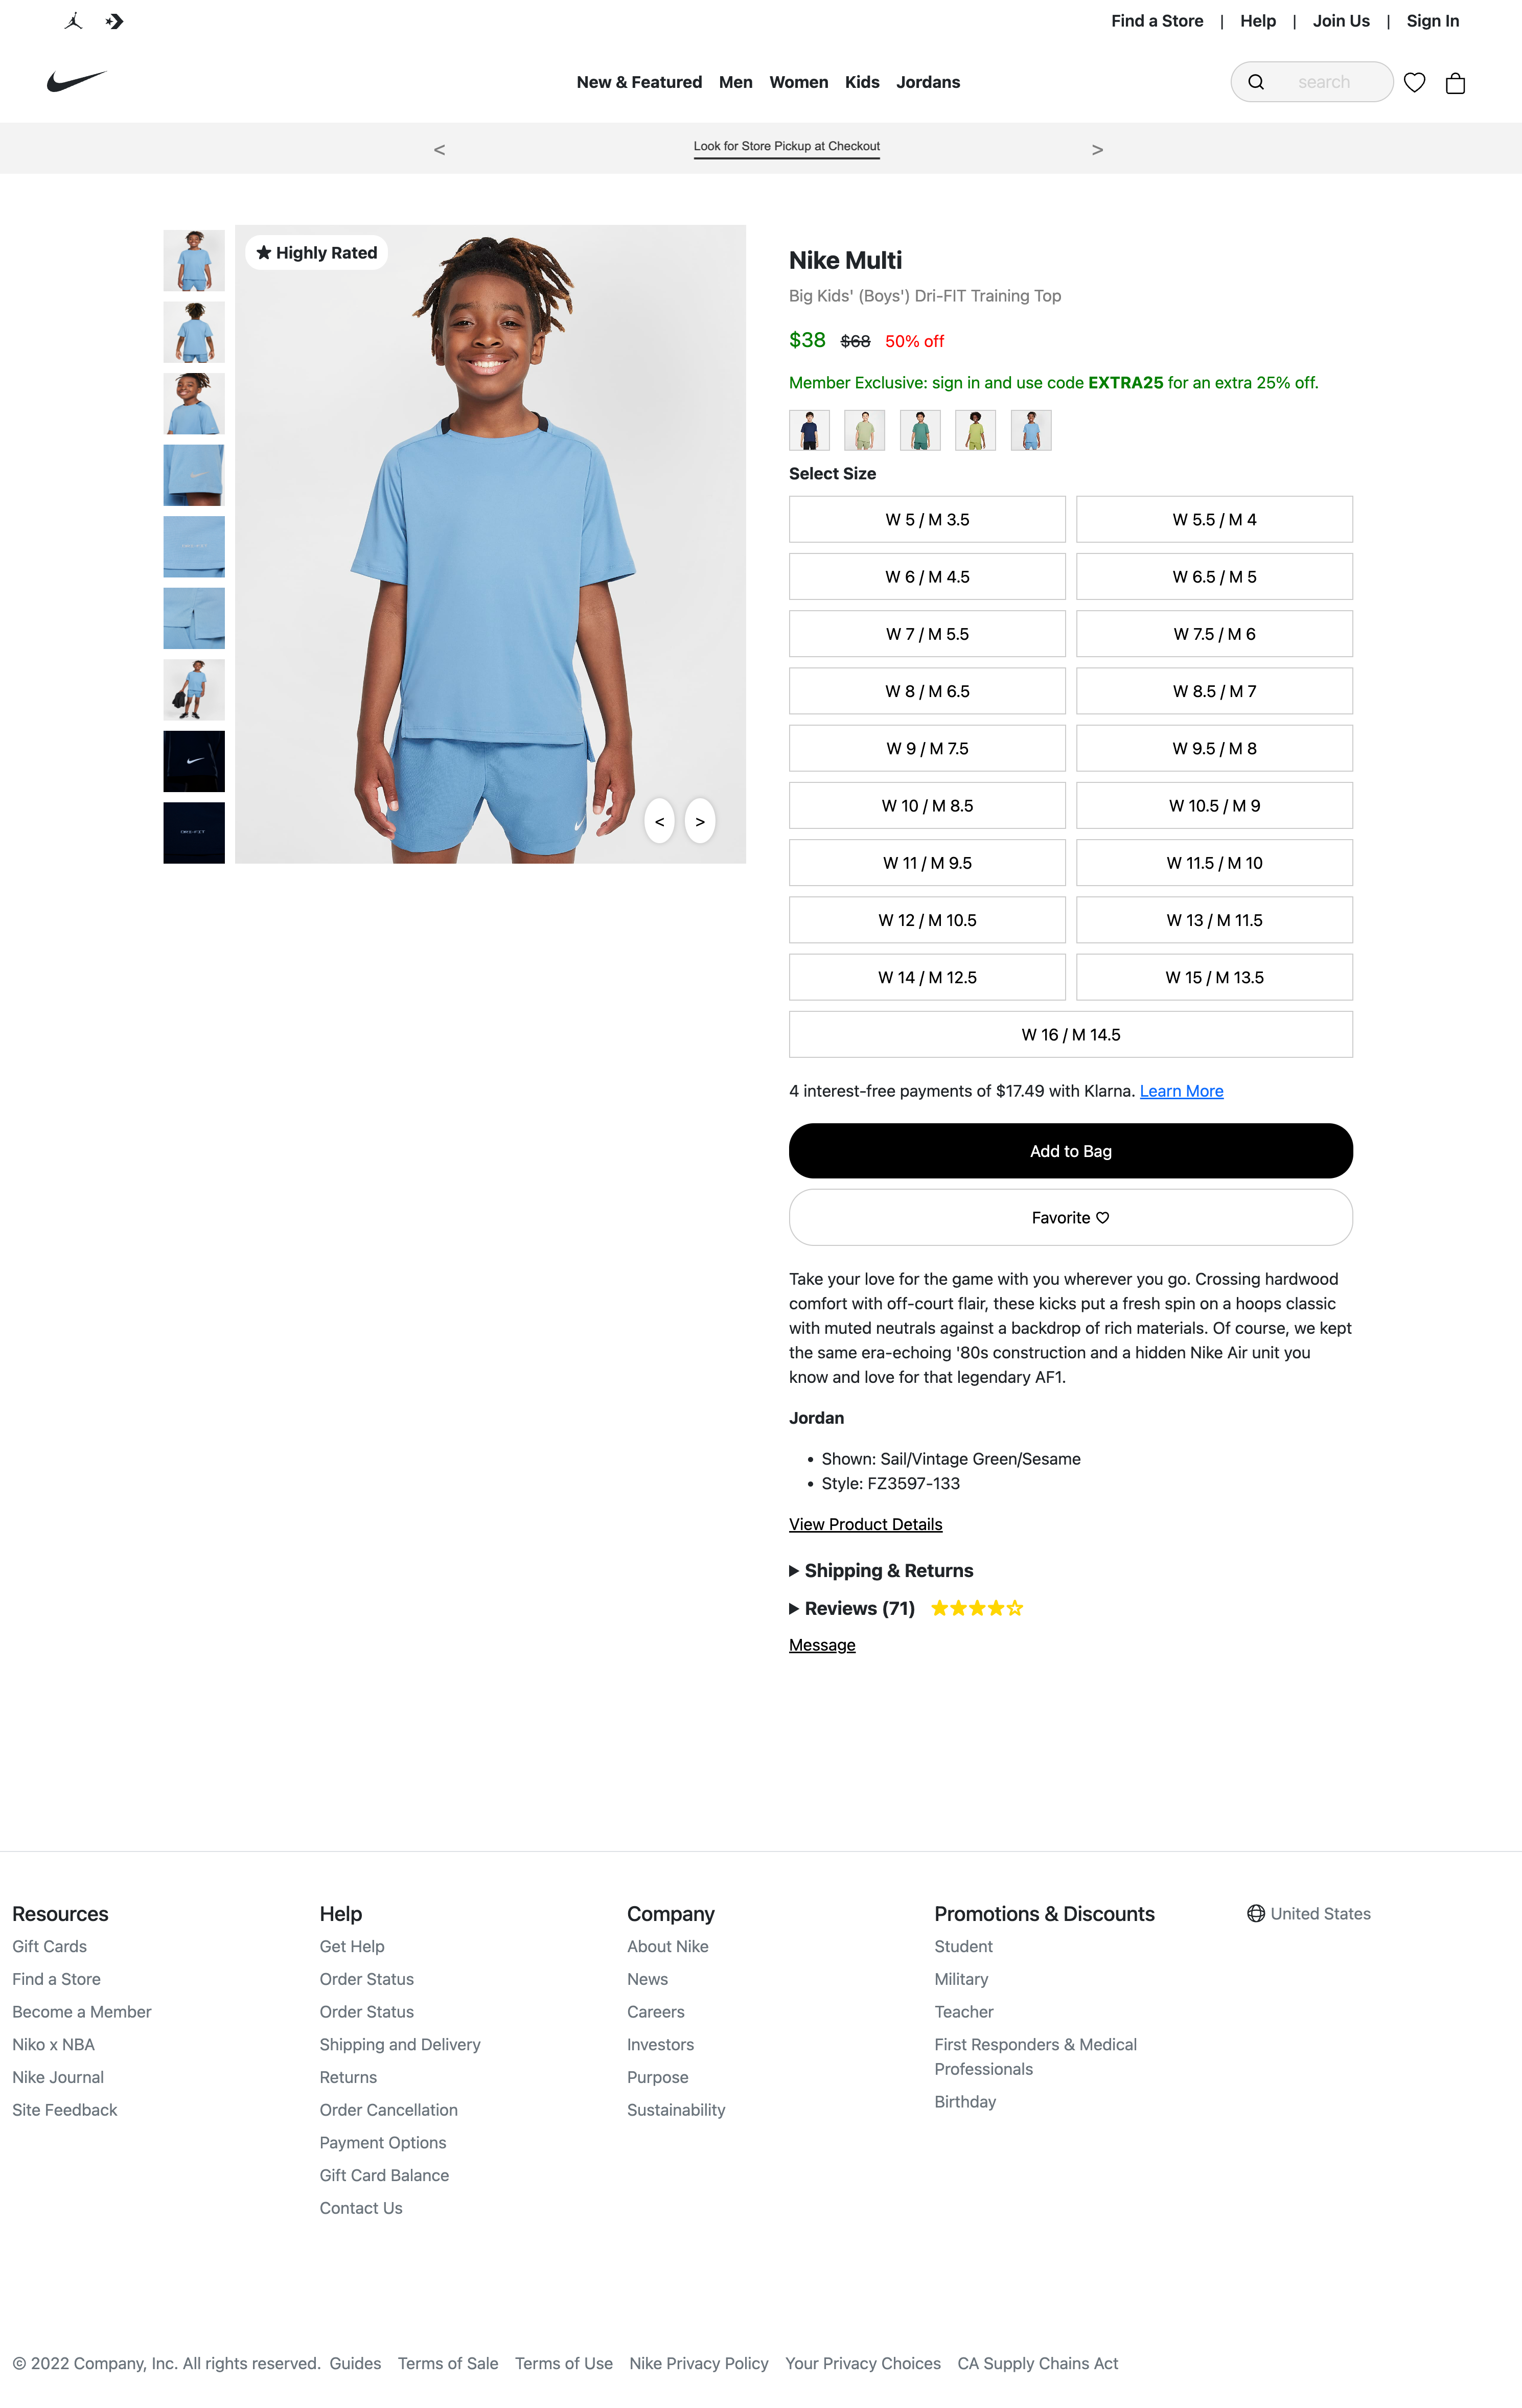 Find a Store | Help | Join Us | Sign In
New & Featured Men Women Kids Jordans
search
< Look for Store Pickup at Checkout >
★ Highly Rated
< >
Nike Multi
Big Kids' (Boys') Dri-FIT Training Top
$38 $68 50% off
Member Exclusive: sign in and use code EXTRA25 for an extra 25% off.
Select Size
W 5 / M 3.5 W 5.5 / M 4
W 6 / M 4.5 W 6.5 / M 5
W 7 / M 5.5 W 7.5 / M 6
W 8 / M 6.5 W 8.5 / M 7
W 9 / M 7.5 W 9.5 / M 8
W 10 / M 8.5 W 10.5 / M 9
W 11 / M 9.5 W 11.5 / M 10
W 12 / M 10.5 W 13 / M 11.5
W 14 / M 12.5 W 15 / M 13.5
W 16 / M 14.5
4 interest-free payments of $17.49 with Klarna. Learn More
Add to Bag
Favorite ♡
Take your love for the game with you wherever you go. Crossing hardwood
comfort with off-court flair, these kicks put a fresh spin on a hoops classic
with muted neutrals against a backdrop of rich materials. Of course, we kept
the same era-echoing '80s construction and a hidden Nike Air unit you
know and love for that legendary AF1.
Jordan
• Shown: Sail/Vintage Green/Sesame
• Style: FZ3597-133
View Product Details
▶ Shipping & Returns
▶ Reviews (71) ★★★★☆
Message
Resources
Gift Cards
Find a Store
Become a Member
Niko x NBA
Nike Journal
Site Feedback
Help
Get Help
Order Status
Order Status
Shipping and Delivery
Returns
Order Cancellation
Payment Options
Gift Card Balance
Contact Us
Company
About Nike
News
Careers
Investors
Purpose
Sustainability
Promotions & Discounts
Student
Military
Teacher
First Responders & Medical
Professionals
Birthday
United States
© 2022 Company, Inc. All rights reserved. Guides Terms of Sale Terms of Use Nike Privacy Policy Your Privacy Choices CA Supply Chains Act